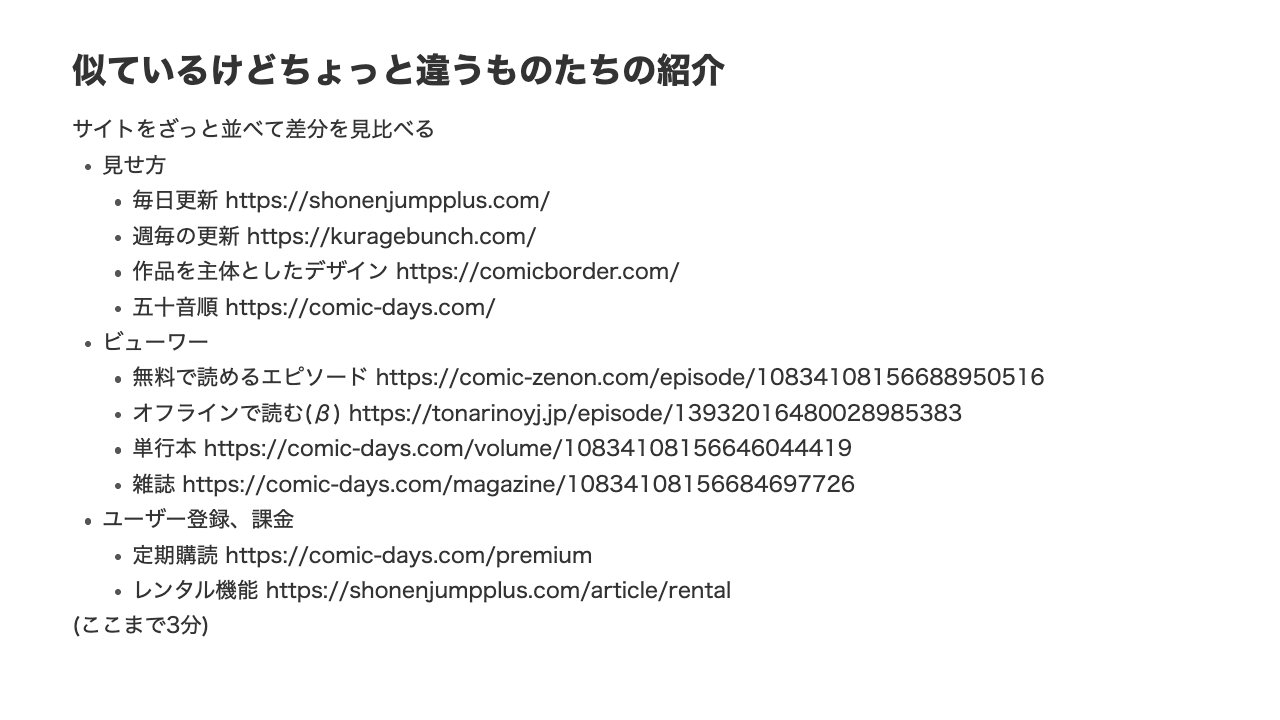 似ているけどちょっと違うものたちの紹介
サイトをざっと並べて差分を見比べる
• 見せ方
• 毎日更新 https://shonenjumpplus.com/
• 週毎の更新 https://kuragebunch.com/
• 作品を主体としたデザイン https://comicborder.com/
• 五十音順 https://comic-days.com/
• ビューワー
• 無料で読めるエピソード https://comic-zenon.com/episode/10834108156688950516
• オフラインで読む(β) https://tonarinoyj.jp/episode/13932016480028985383
• 単行本 https://comic-days.com/volume/10834108156646044419
• 雑誌 https://comic-days.com/magazine/10834108156684697726
• ユーザー登録、課金
• 定期購読 https://comic-days.com/premium
• レンタル機能 https://shonenjumpplus.com/article/rental
(ここまで3分)